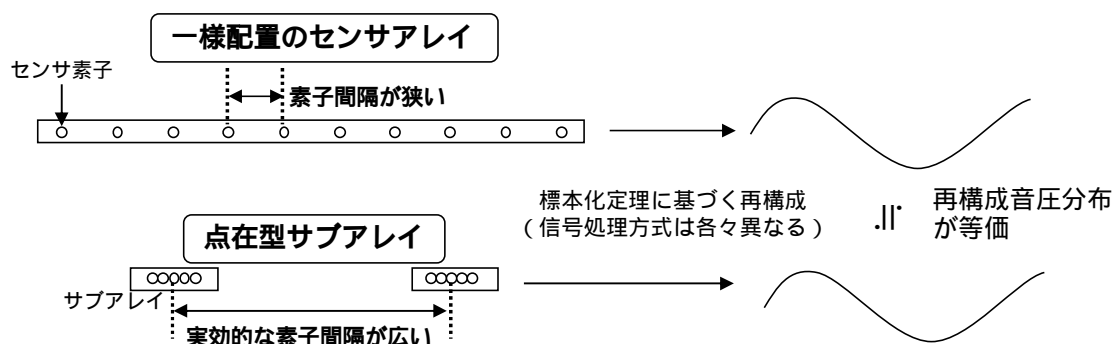 一様配置のセンサアレイ
センサ素子
素子間隔が狭い
標本化定理に基づく再構成
(信号処理方式は各々異なる)
再構成音圧分布
が等価
点在型サブアレイ
サブアレイ
実効的な素子間隔が広い